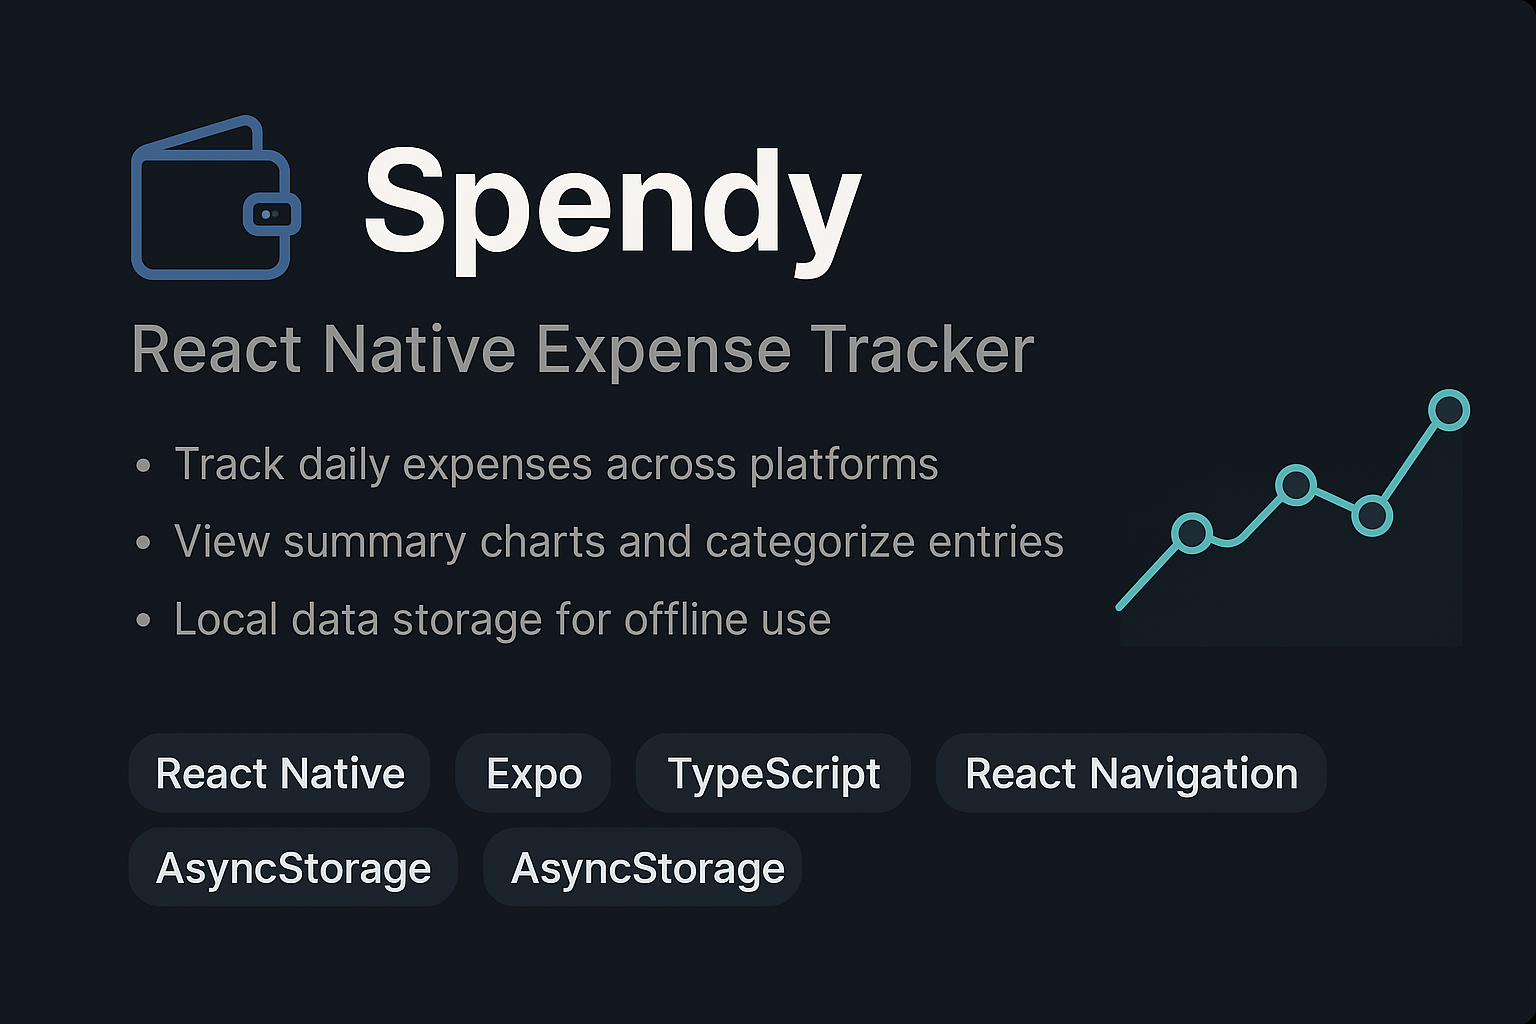 Spendy
React Native Expense Tracker
• Track daily expenses across platforms
• View summary charts and categorize entries
• Local data storage for offline use
React Native Expo TypeScript React Navigation
AsyncStorage AsyncStorage